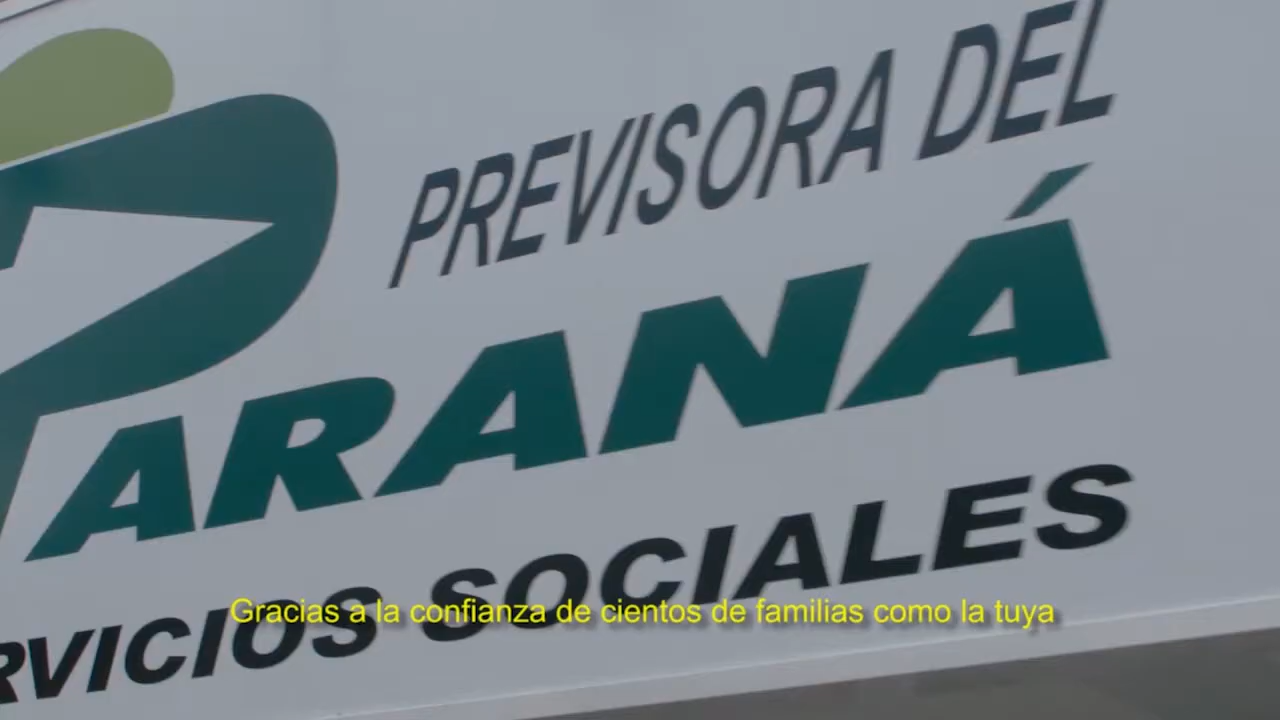 PREVISORA DEL
PARANÁ
RVICIOS SOCIALES
Gracias a la confianza de cientos de familias como la tuya